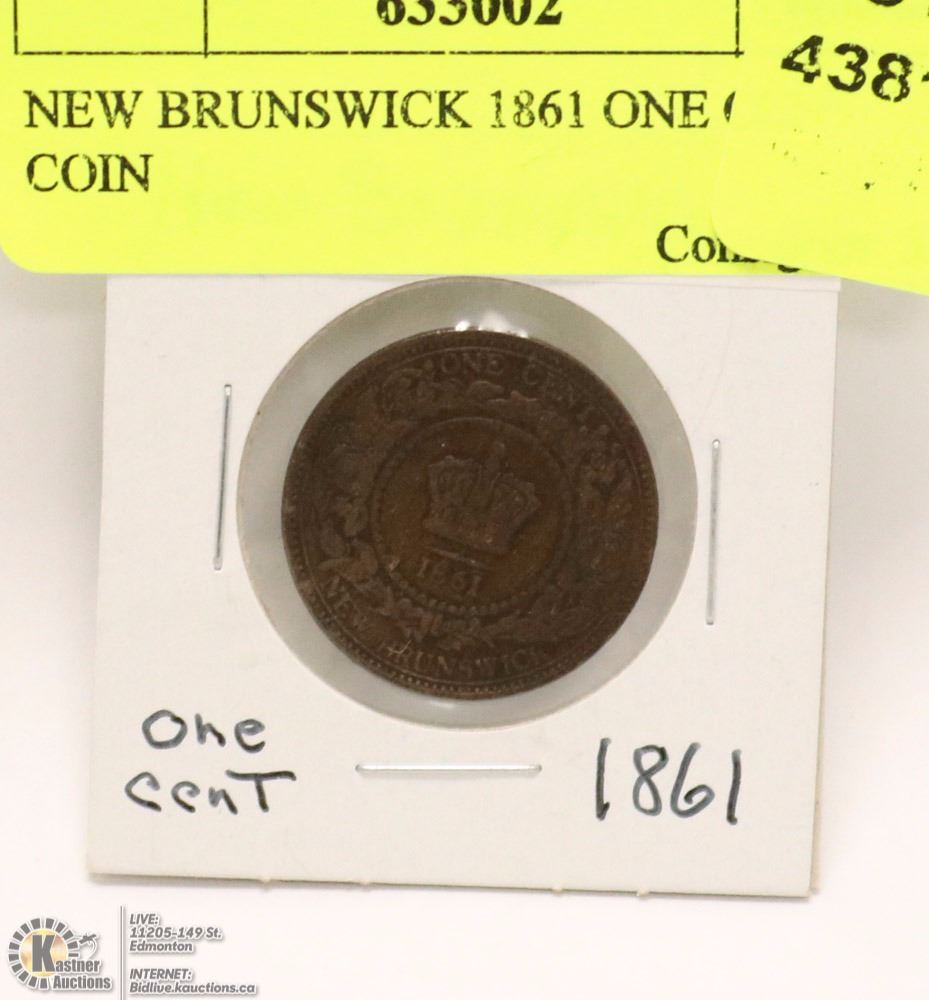 633002
438
NEW BRUNSWICK 1861 ONE
COIN
ONE CENT
1861
NEW BRUNSWICK
one
cenT
1861
Kastner
Auctions
LIVE:
11205-149 St.
Edmonton
INTERNET:
Bidlive.kauctions.ca